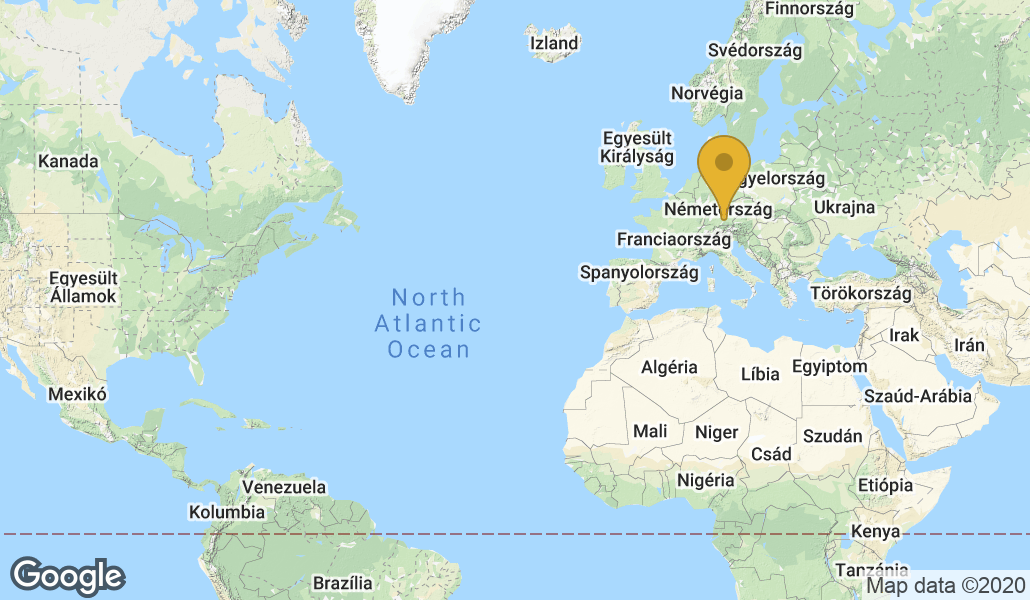 Finnország
Izland
Svédország
Norvégia
Egyesült
Királyság
Kanada
gyelország
Németország
Ukrajna
Franciaország
Spanyolország
Egyesült
Államok
Törökország
North
Atlantic
Ocean
Irak
Irán
Algéria
Líbia
Egyiptom
Mexikó
Szaúd-Arábia
Mali
Niger
Szudán
Csád
Nigéria
Etiópia
Venezuela
Kolumbia
Kenya
Tanzánia
Brazília
Google
Map data ©2020